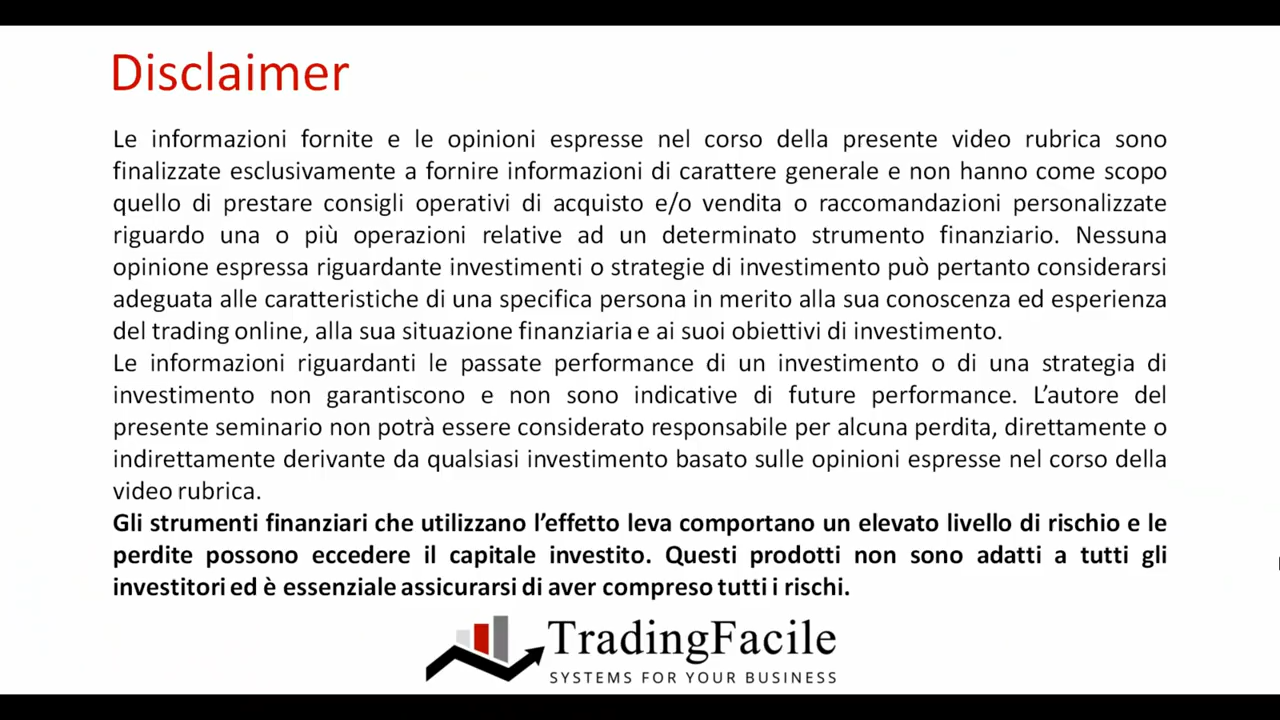 Disclaimer
Le informazioni fornite e le opinioni espresse nel corso della presente video rubrica sono
finalizzate esclusivamente a fornire informazioni di carattere generale e non hanno come scopo
quello di prestare consigli operativi di acquisto e/o vendita o raccomandazioni personalizzate
riguardo una o più operazioni relative ad un determinato strumento finanziario. Nessuna
opinione espressa riguardante investimenti o strategie di investimento può pertanto considerarsi
adeguata alle caratteristiche di una specifica persona in merito alla sua conoscenza ed esperienza
del trading online, alla sua situazione finanziaria e ai suoi obiettivi di investimento.
Le informazioni riguardanti le passate performance di un investimento o di una strategia di
investimento non garantiscono e non sono indicative di future performance. L’autore del
presente seminario non potrà essere considerato responsabile per alcuna perdita, direttamente o
indirettamente derivante da qualsiasi investimento basato sulle opinioni espresse nel corso della
video rubrica.
Gli strumenti finanziari che utilizzano l’effetto leva comportano un elevato livello di rischio e le
perdite possono eccedere il capitale investito. Questi prodotti non sono adatti a tutti gli
investitori ed è essenziale assicurarsi di aver compreso tutti i rischi.
TradingFacile
SYSTEMS FOR YOUR BUSINESS